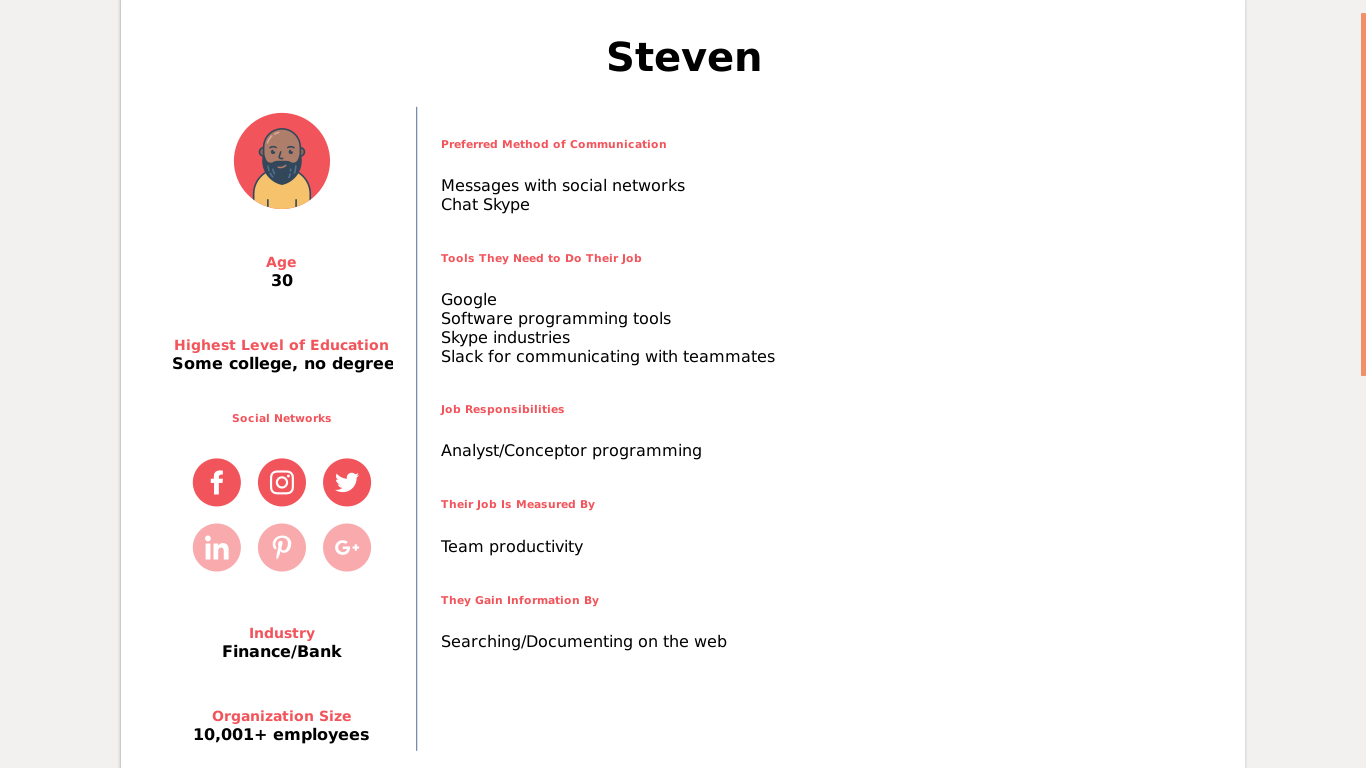 Steven
Age
30
Highest Level of Education
Some college, no degree
Social Networks
Industry
Finance/Bank
Organization Size
10,001+ employees
Preferred Method of Communication
Messages with social networks
Chat Skype
Tools They Need to Do Their Job
Google
Software programming tools
Skype industries
Slack for communicating with teammates
Job Responsibilities
Analyst/Conceptor programming
Their Job Is Measured By
Team productivity
They Gain Information By
Searching/Documenting on the web